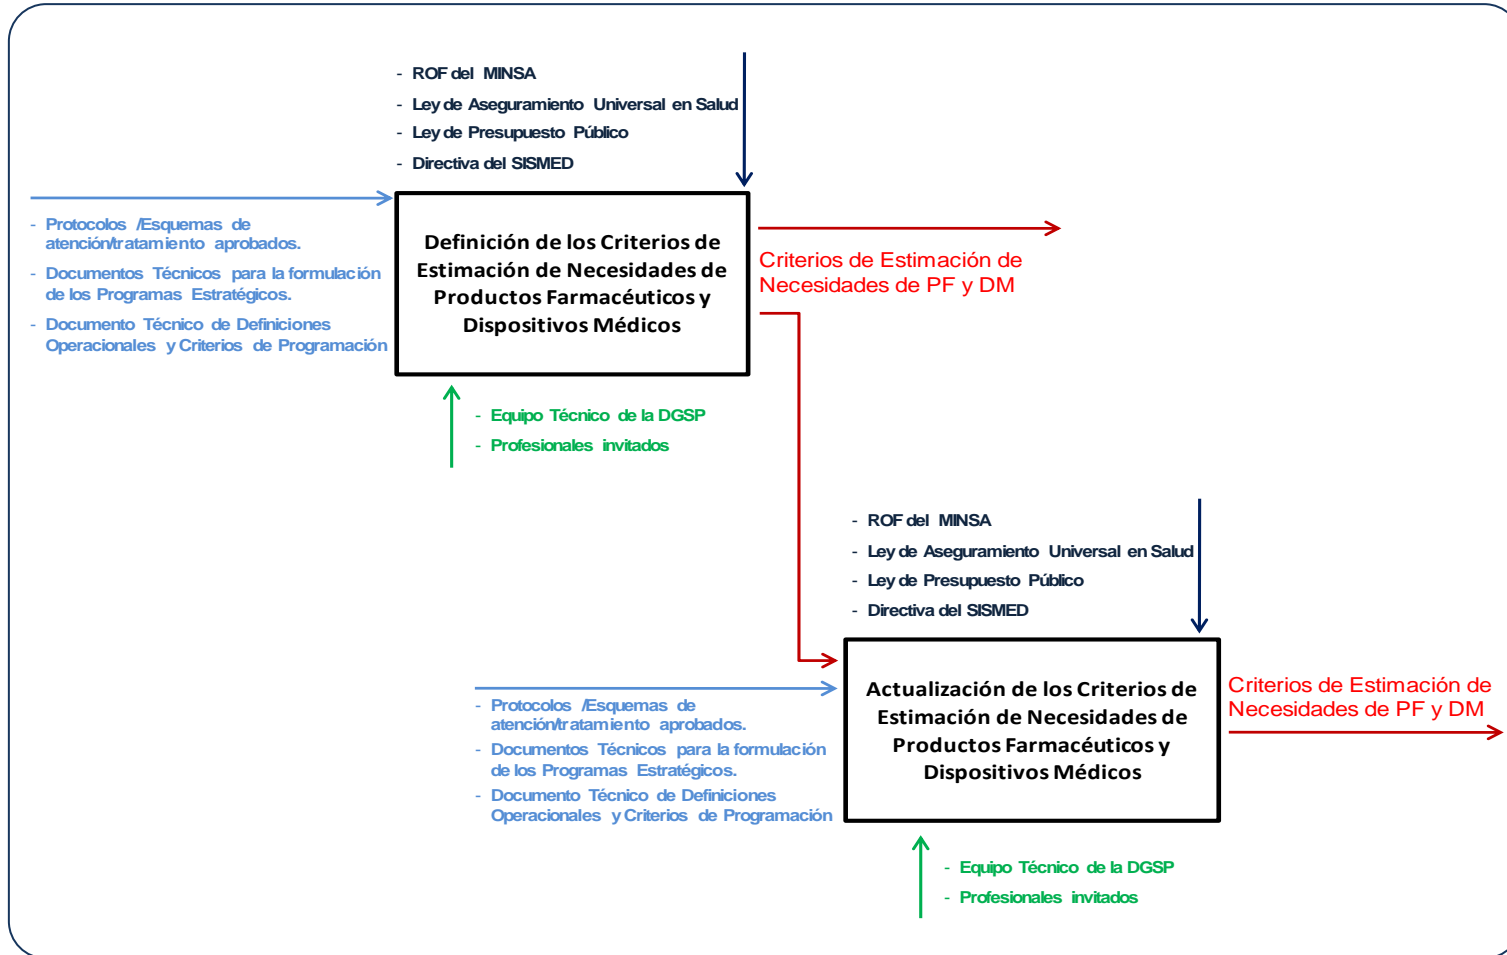 - ROF del MINSA
- Ley de Aseguramiento Universal en Salud
- Ley de Presupuesto Público
- Directiva del SISMED
- Protocolos /Esquemas de
atención/tratamiento aprobados.
- Documentos Técnicos para la formulación
de los Programas Estratégicos.
- Documento Técnico de Definiciones
Operacionales y Criterios de Programación
Definición de los Criterios de
Estimación de Necesidades de
Productos Farmacéuticos y
Dispositivos Médicos
Criterios de Estimación de
Necesidades de PF y DM
- Equipo Técnico de la DGSP
- Profesionales invitados
- ROF del MINSA
- Ley de Aseguramiento Universal en Salud
- Ley de Presupuesto Público
- Directiva del SISMED
- Protocolos /Esquemas de
atención/tratamiento aprobados.
- Documentos Técnicos para la formulación
de los Programas Estratégicos.
- Documento Técnico de Definiciones
Operacionales y Criterios de Programación
Actualización de los Criterios de
Estimación de Necesidades de
Productos Farmacéuticos y
Dispositivos Médicos
Criterios de Estimación de
Necesidades de PF y DM
- Equipo Técnico de la DGSP
- Profesionales invitados